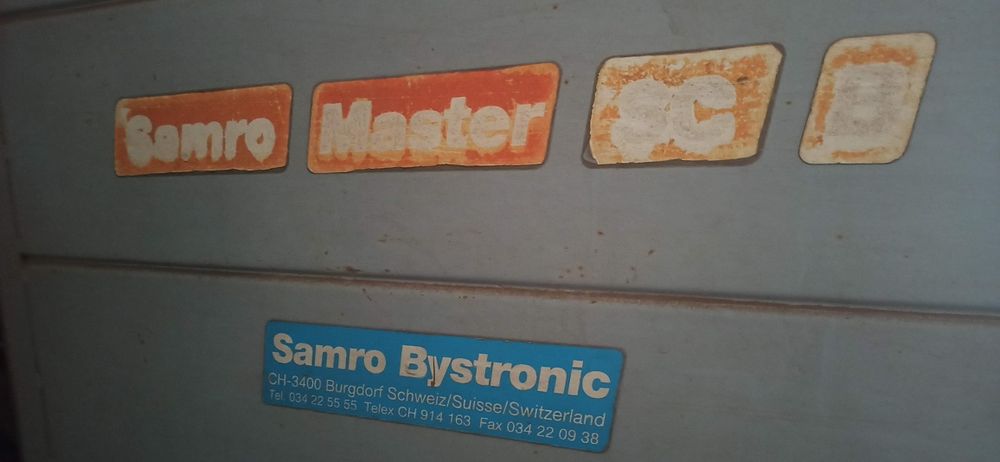 Samro Master SC
Samro Bystronic
CH-3400 Burgdorf Schweiz/Suisse/Switzerland
Tel. 034 22 55 55 Telex CH 914 163 Fax 034 22 09 38